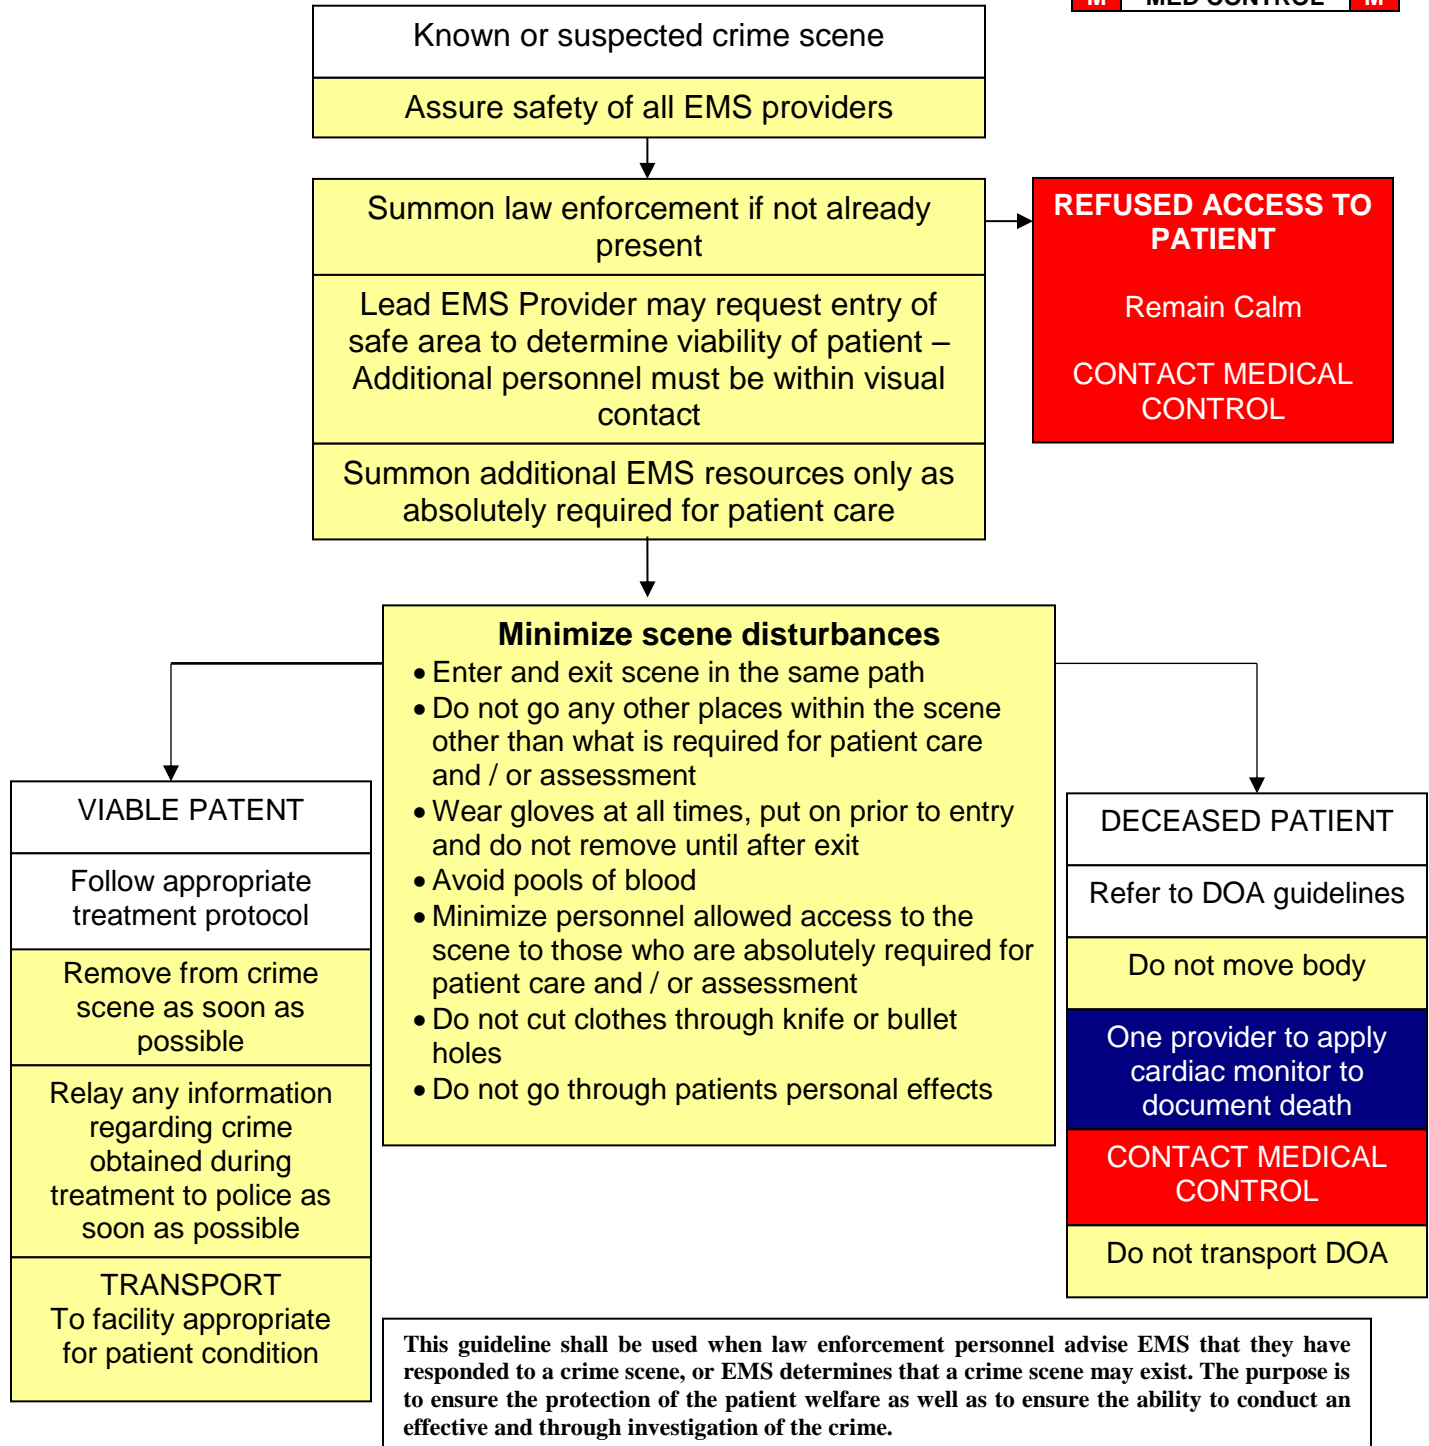 M MED CONTROL M
Known or suspected crime scene
Assure safety of all EMS providers
Summon law enforcement if not already
present
Lead EMS Provider may request entry of
safe area to determine viability of patient –
Additional personnel must be within visual
contact
Summon additional EMS resources only as
absolutely required for patient care
REFUSED ACCESS TO
PATIENT
Remain Calm
CONTACT MEDICAL
CONTROL
Minimize scene disturbances
• Enter and exit scene in the same path
• Do not go any other places within the scene
other than what is required for patient care
and / or assessment
• Wear gloves at all times, put on prior to entry
and do not remove until after exit
• Avoid pools of blood
• Minimize personnel allowed access to the
scene to those who are absolutely required for
patient care and / or assessment
• Do not cut clothes through knife or bullet
holes
• Do not go through patients personal effects
VIABLE PATENT
Follow appropriate
treatment protocol
Remove from crime
scene as soon as
possible
Relay any information
regarding crime
obtained during
treatment to police as
soon as possible
TRANSPORT
To facility appropriate
for patient condition
DECEASED PATIENT
Refer to DOA guidelines
Do not move body
One provider to apply
cardiac monitor to
document death
CONTACT MEDICAL
CONTROL
Do not transport DOA
This guideline shall be used when law enforcement personnel advise EMS that they have
responded to a crime scene, or EMS determines that a crime scene may exist. The purpose is
to ensure the protection of the patient welfare as well as to ensure the ability to conduct an
effective and through investigation of the crime.